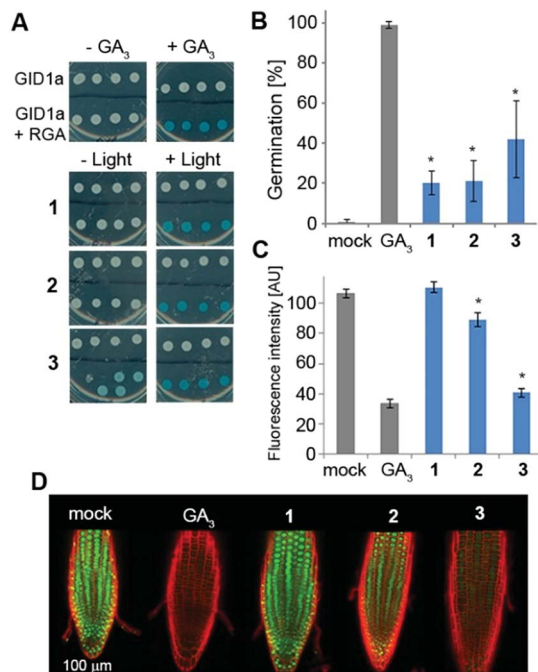 A
- GA3 + GA3
GID1a
GID1a
+ RGA
- Light + Light
1
2
3
B
Germination [%]
100
80
60
40
20
0
* * *
mock GA3 1 2 3
C
Fluorescence intensity [AU]
100
80
60
40
20
0
* *
mock GA3 1 2 3
D
mock GA3 1 2 3
100 µm